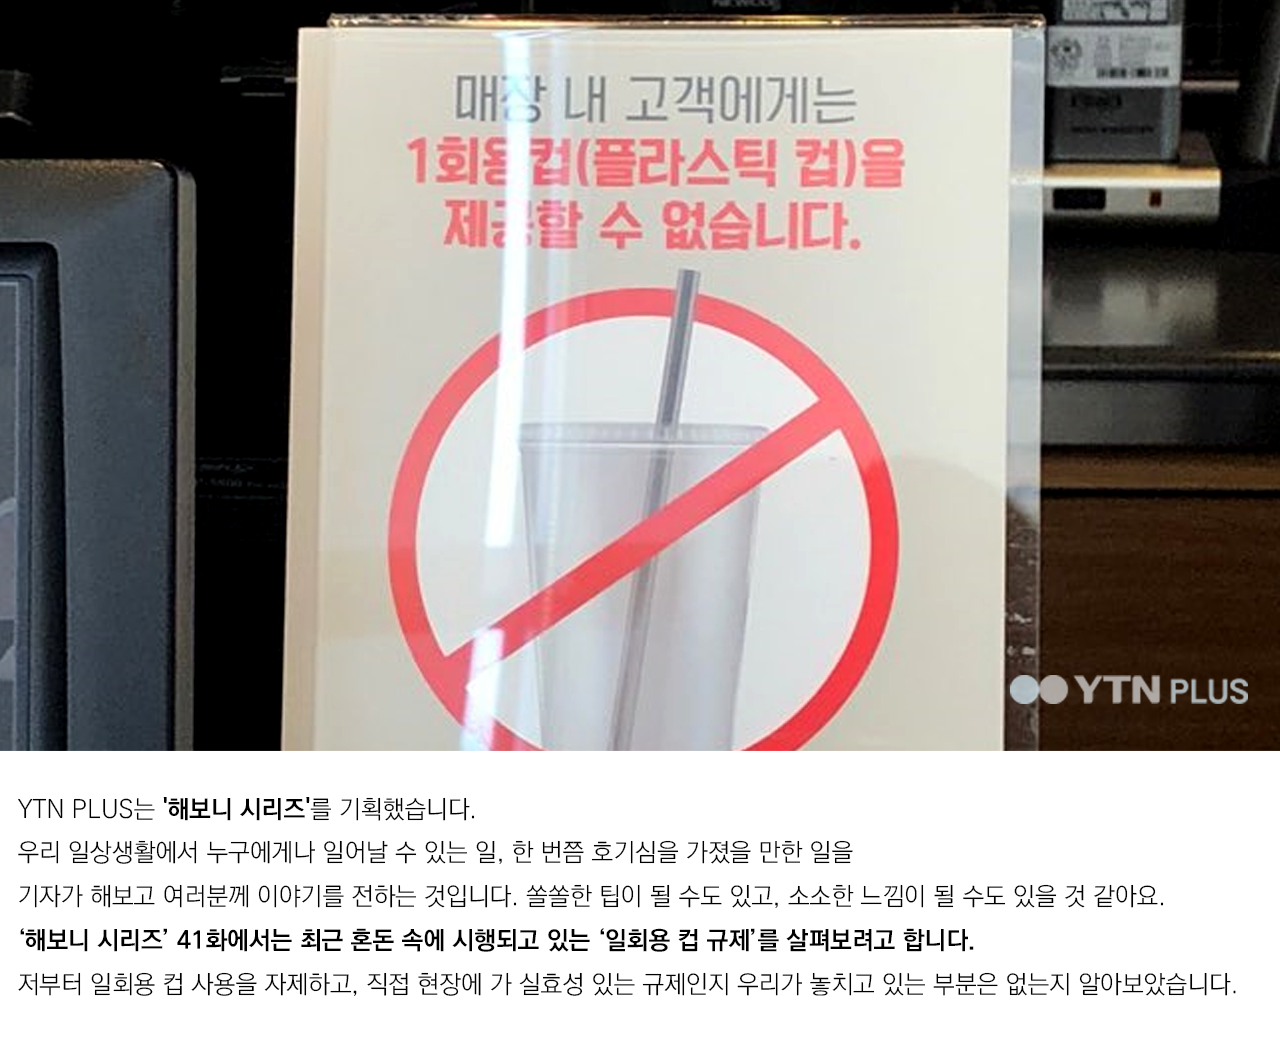 매장 내 고객에게는
1회용컵(플라스틱 컵)을
제공할 수 없습니다.
YTN PLUS
YTN PLUS는 '해보니 시리즈'를 기획했습니다.
우리 일상생활에서 누구에게나 일어날 수 있는 일, 한 번쯤 호기심을 가졌을 만한 일을
기자가 해보고 여러분께 이야기를 전하는 것입니다. 쏠쏠한 팁이 될 수도 있고, 소소한 느낌이 될 수도 있을 것 같아요.
‘해보니 시리즈’ 41화에서는 최근 혼돈 속에 시행되고 있는 ‘일회용 컵 규제’를 살펴보려고 합니다.
저부터 일회용 컵 사용을 자제하고, 직접 현장에 가 실효성 있는 규제인지 우리가 놓치고 있는 부분은 없는지 알아보았습니다.